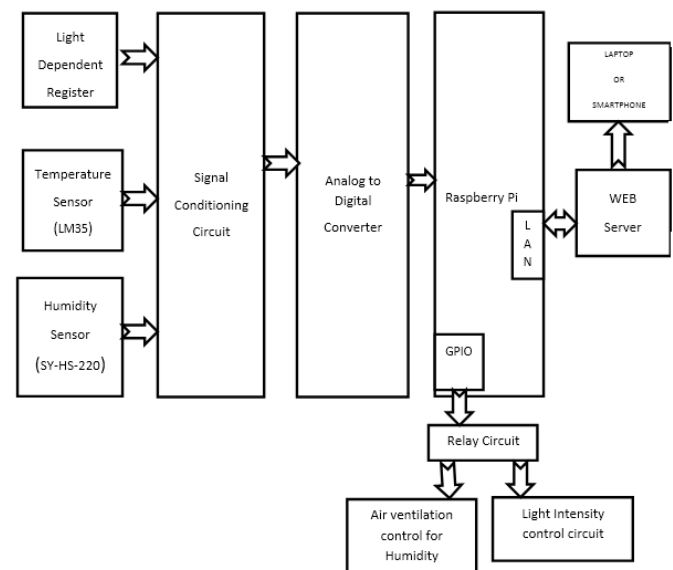 Light
Dependent
Register
Temperature
Sensor
(LM35)
Humidity
Sensor
(SY-HS-220)
Signal
Conditioning
Circuit
Analog to
Digital
Converter
Raspberry Pi
L
A
N
GPIO
LAPTOP
OR
SMARTPHONE
WEB
Server
Relay Circuit
Air ventilation
control for
Humidity
Light Intensity
control circuit